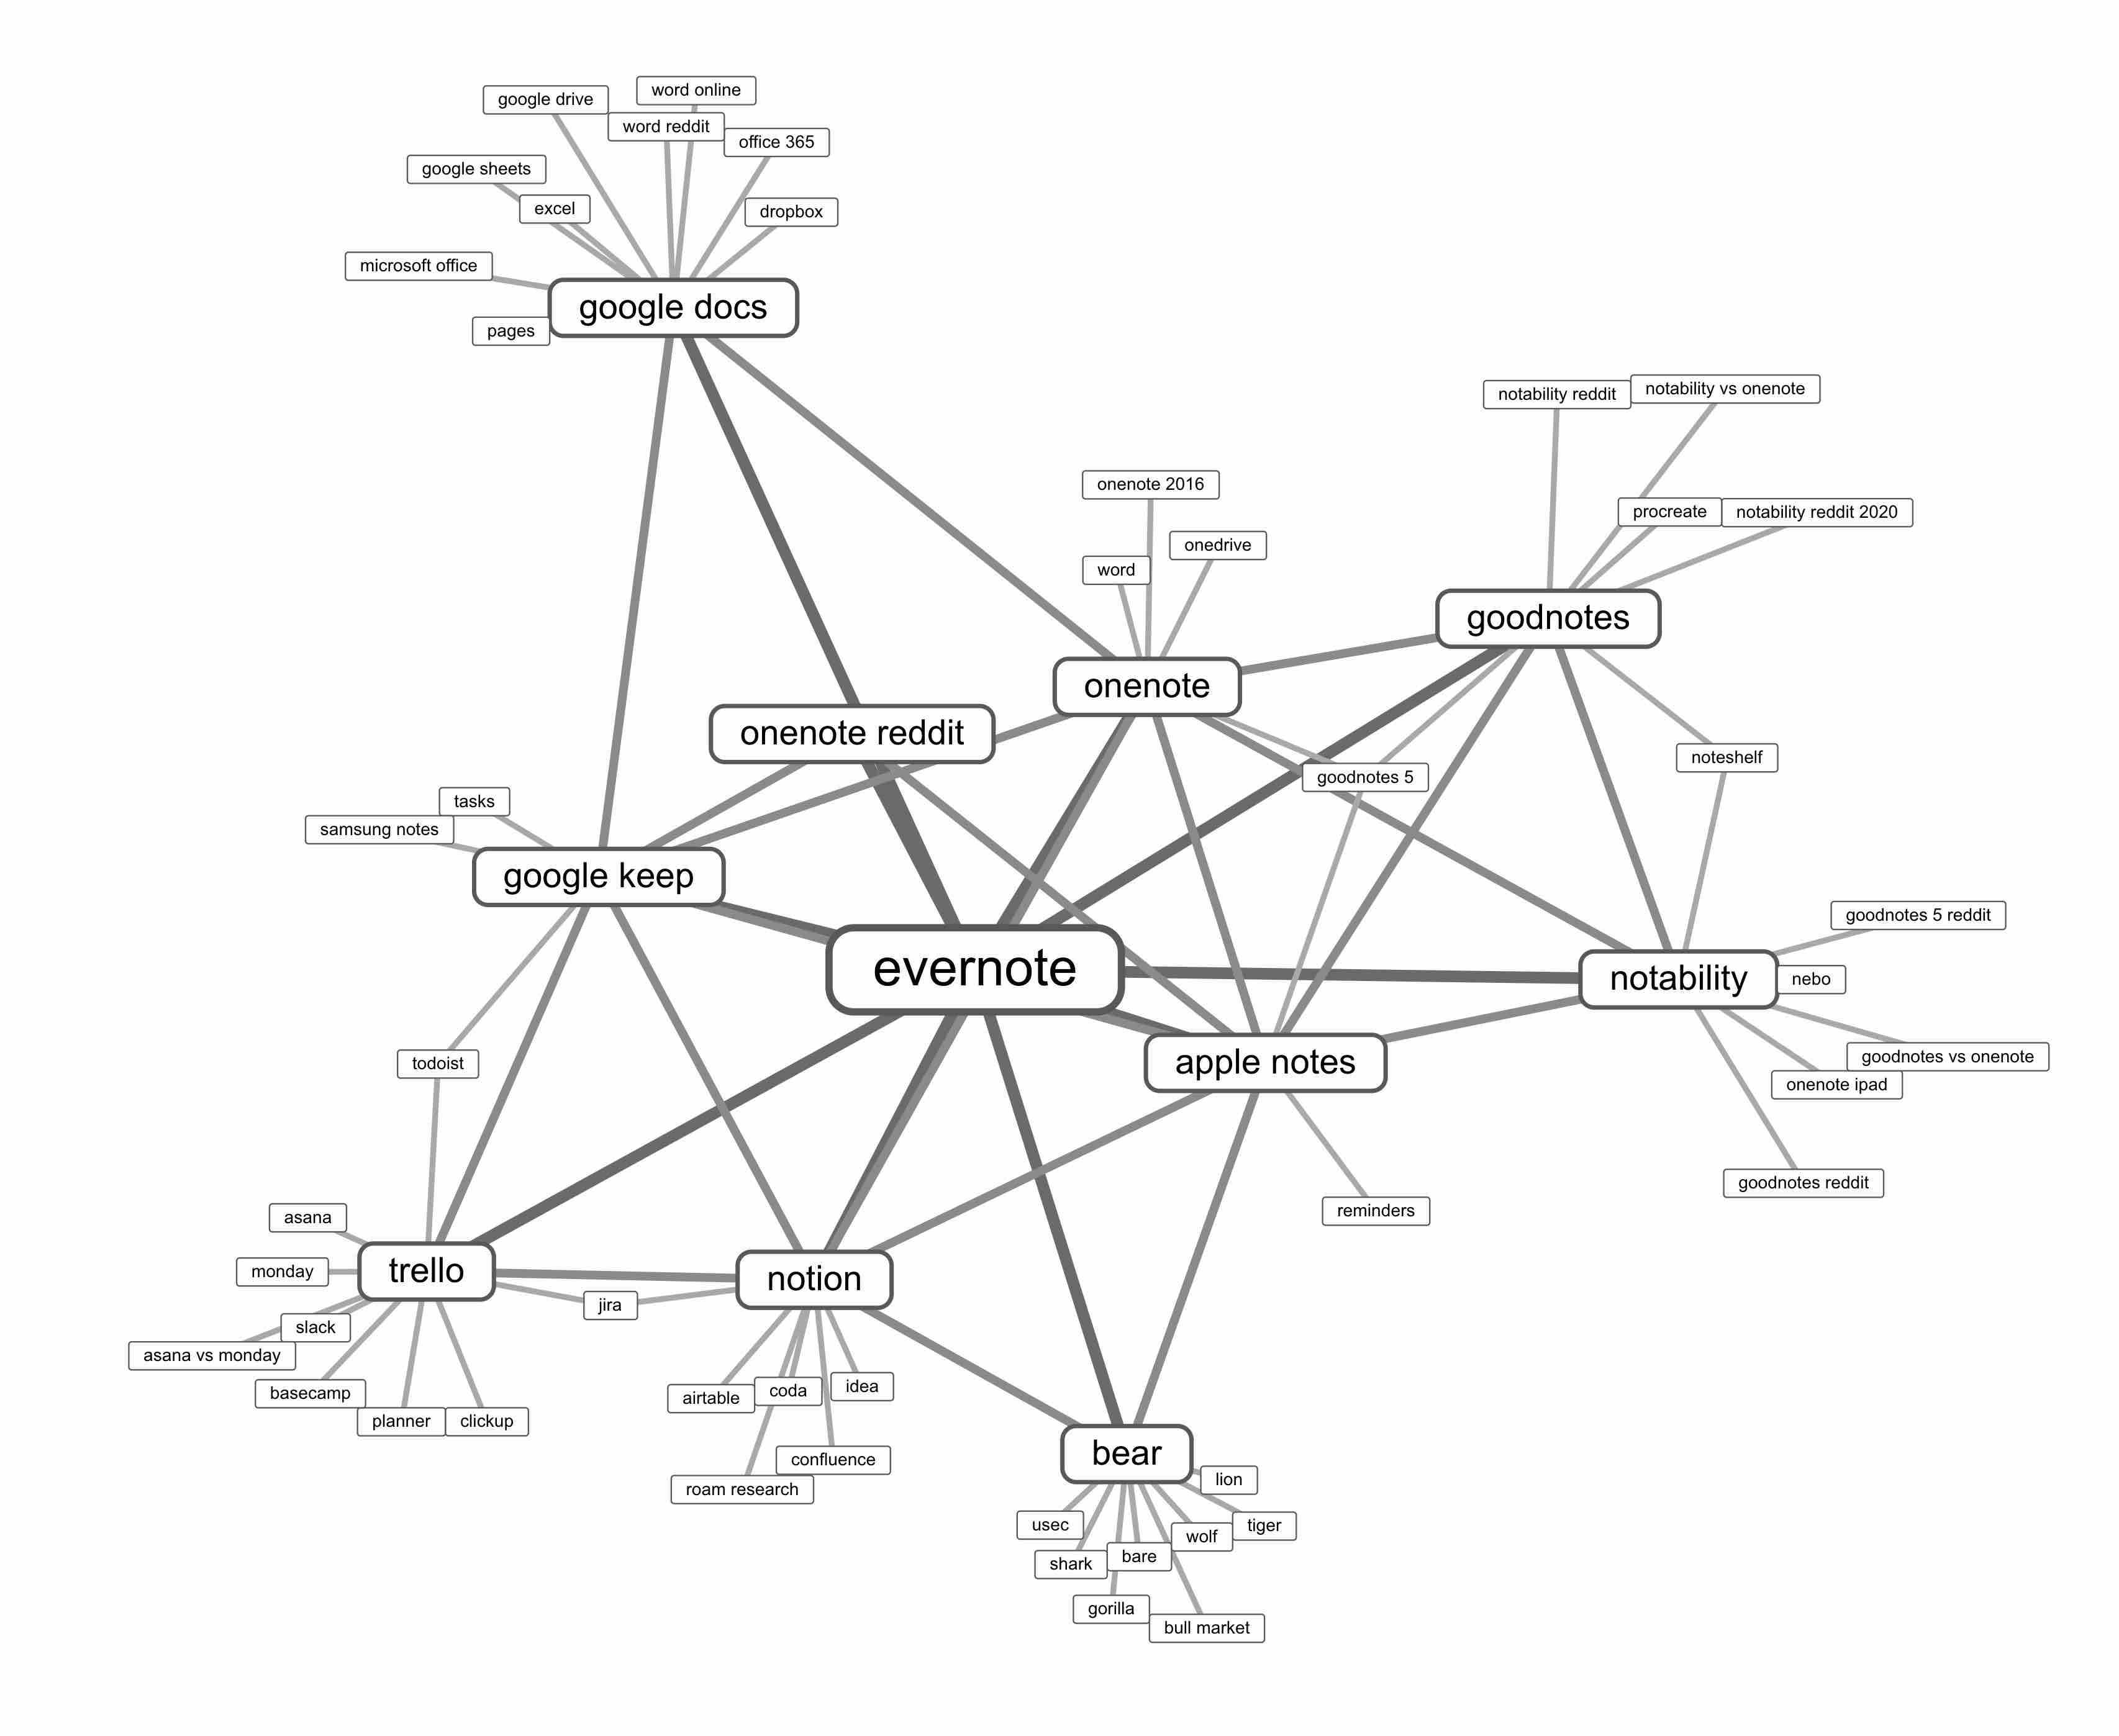 word online
google drive
word reddit
office 365
google sheets
excel
dropbox
microsoft office
google docs
pages
notability reddit
notability vs onenote
onenote 2016
procreate
notability reddit 2020
onedrive
word
goodnotes
onenote
onenote reddit
noteshelf
goodnotes 5
tasks
samsung notes
google keep
goodnotes 5 reddit
evernote
notability
nebo
apple notes
goodnotes vs onenote
todoist
onenote ipad
goodnotes reddit
reminders
asana
monday
trello
notion
jira
slack
asana vs monday
basecamp
airtable
coda
idea
planner
clickup
confluence
roam research
bear
lion
usec
tiger
wolf
shark
bare
gorilla
bull market